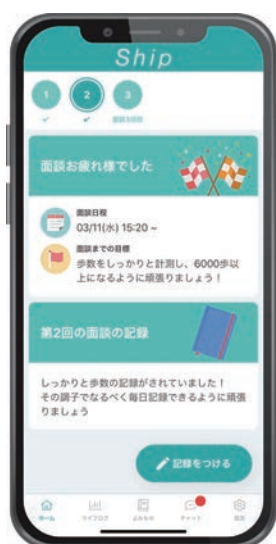 Ship
1
2
3
面談お疲れ様でした
面談日程
03/11(水) 15:20 ~
面談までの目標
歩数をしっかりと計測し、6000歩以
上になるように頑張りましょう！
第2回の面談の記録
しっかりと歩数の記録がされていました！
その調子でなるべく毎日記録できるように頑張
りましょう
記録をつける
ホーム
ライフログ
よみもの
チャット
設定